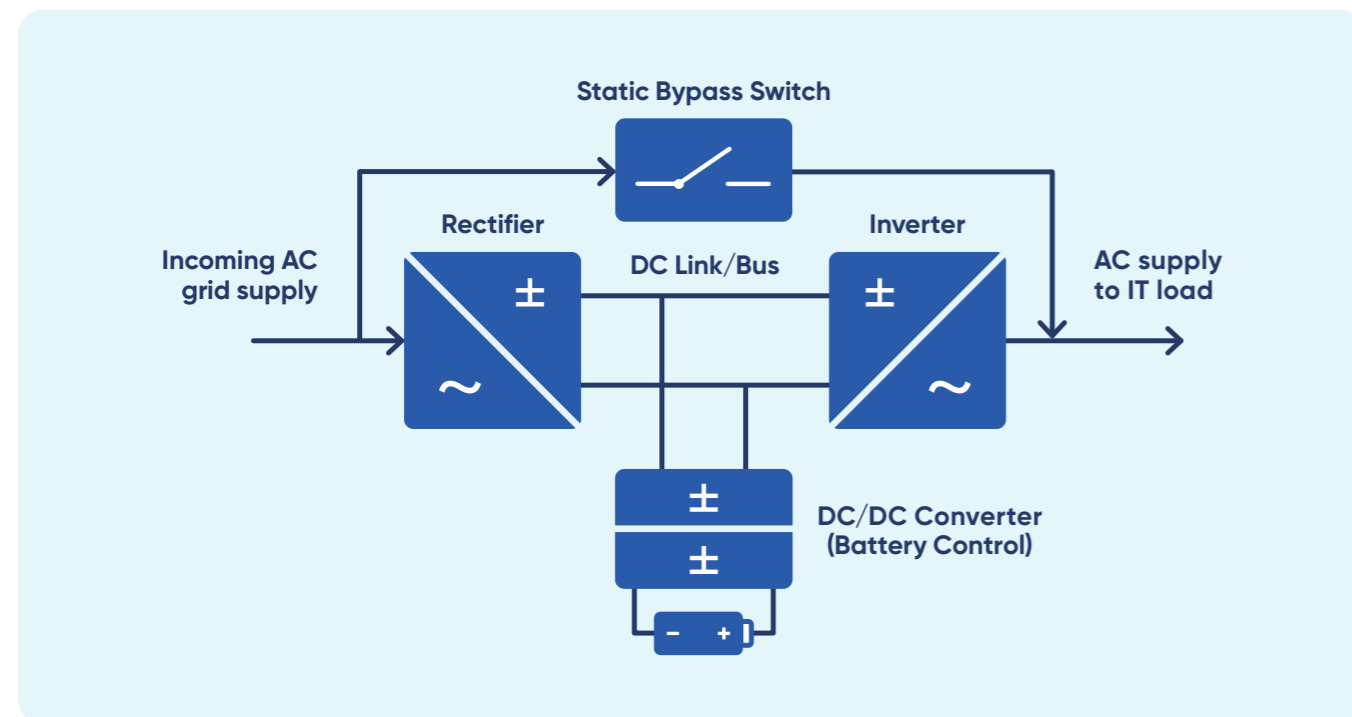 Static Bypass Switch
Rectifier
Inverter
Incoming AC
grid supply
DC Link/Bus
AC supply
to IT load
±
±
~
~
±
±
DC/DC Converter
(Battery Control)
− +